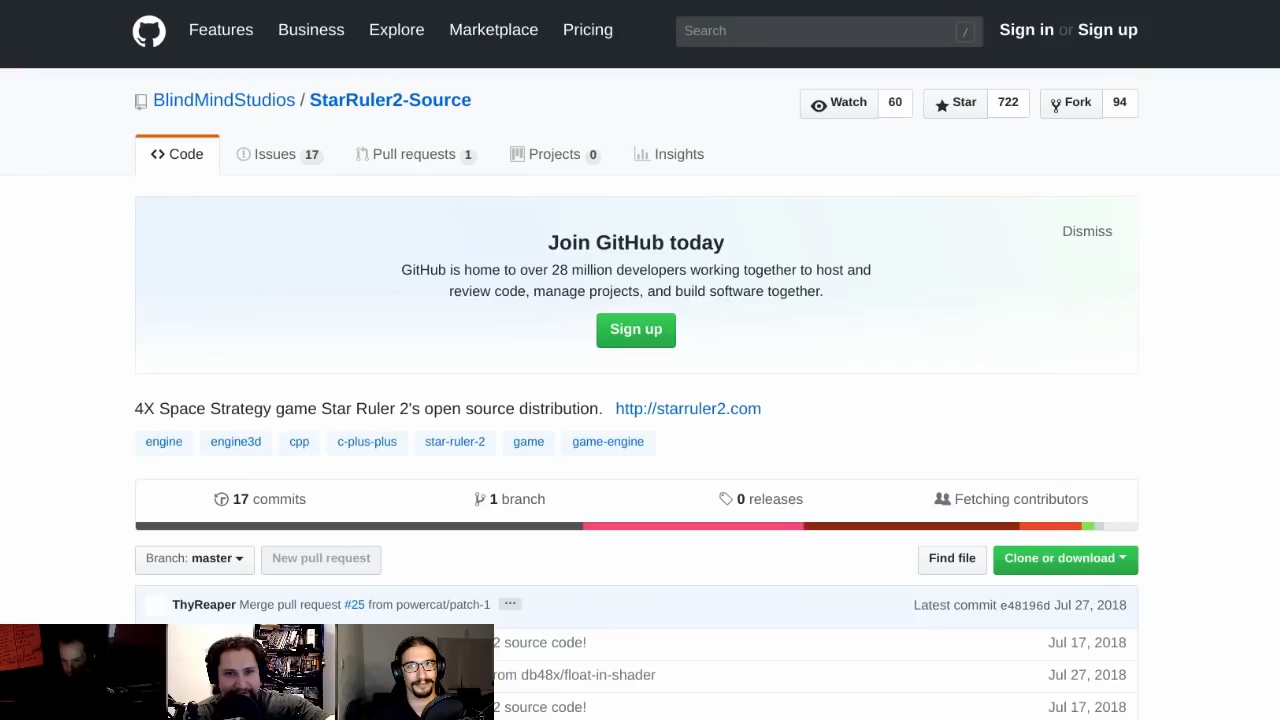 Features Business Explore Marketplace Pricing Search / Sign in or Sign up
BlindMindStudios / StarRuler2-Source Watch 60 Star 722 Fork 94
Code Issues 17 Pull requests 1 Projects 0 Insights
Dismiss
Join GitHub today
GitHub is home to over 28 million developers working together to host and
review code, manage projects, and build software together.
Sign up
4X Space Strategy game Star Ruler 2's open source distribution. http://starruler2.com
engine engine3d cpp c-plus-plus star-ruler-2 game game-engine
17 commits 1 branch 0 releases Fetching contributors
Branch: master New pull request Find file Clone or download
ThyReaper Merge pull request #25 from powercat/patch-1 ... Latest commit e48196d Jul 27, 2018
2 source code! Jul 17, 2018
rom db48x/float-in-shader Jul 27, 2018
2 source code! Jul 17, 2018